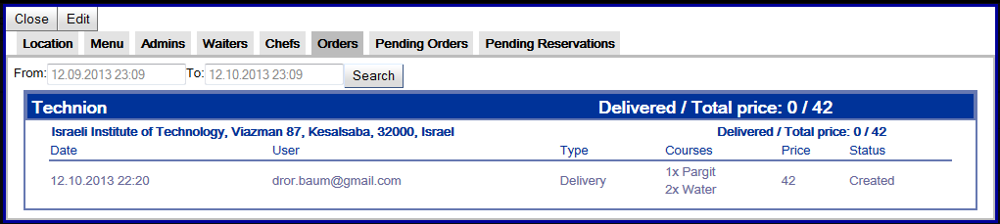 Close Edit
Location Menu Admins Waiters Chefs Orders Pending Orders Pending Reservations
From: 12.09.2013 23:09 To: 12.10.2013 23:09 Search
Technion Delivered / Total price: 0 / 42
Israeli Institute of Technology, Viazman 87, Kesalsaba, 32000, Israel Delivered / Total price: 0 / 42
Date User Type Courses Price Status
12.10.2013 22:20 dror.baum@gmail.com Delivery 1x Pargit 42 Created
2x Water